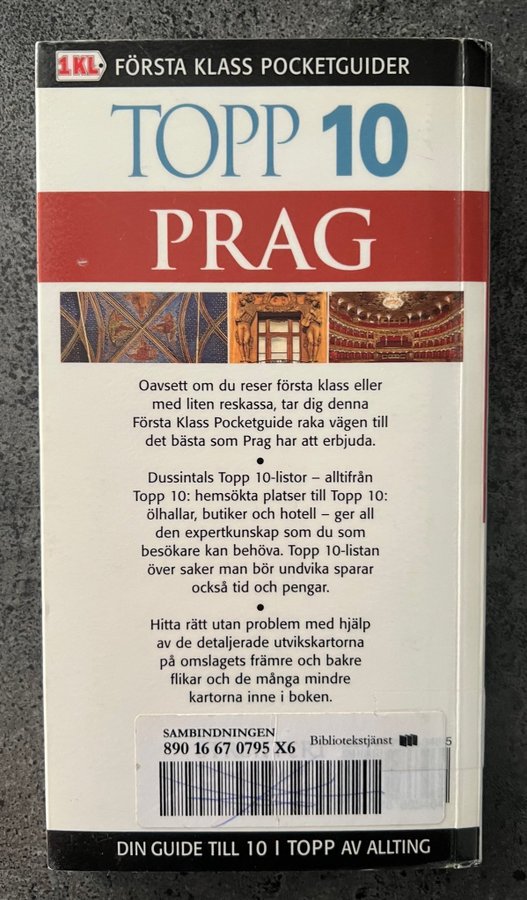 1KL FÖRSTA KLASS POCKETGUIDER
TOPP 10
PRAG
Oavsett om du reser första klass eller
med liten reskassa, tar dig denna
Första Klass Pocketguide raka vägen till
det bästa som Prag har att erbjuda.
•
Dussintals Topp 10-listor – alltifrån
Topp 10: hemsökta platser till Topp 10:
ölhallar, butiker och hotell – ger all
den expertkunskap som du som
besökare kan behöva. Topp 10-listan
över saker man bör undvika sparar
också tid och pengar.
•
Hitta rätt utan problem med hjälp
av de detaljerade utvikskartorna
på omslagets främre och bakre
flikar och de många mindre
kartorna inne i boken.
SAMBINDNINGEN
890 16 67 0795 X6 Bibliotekstjänst
5
DIN GUIDE TILL 10 I TOPP AV ALLTING